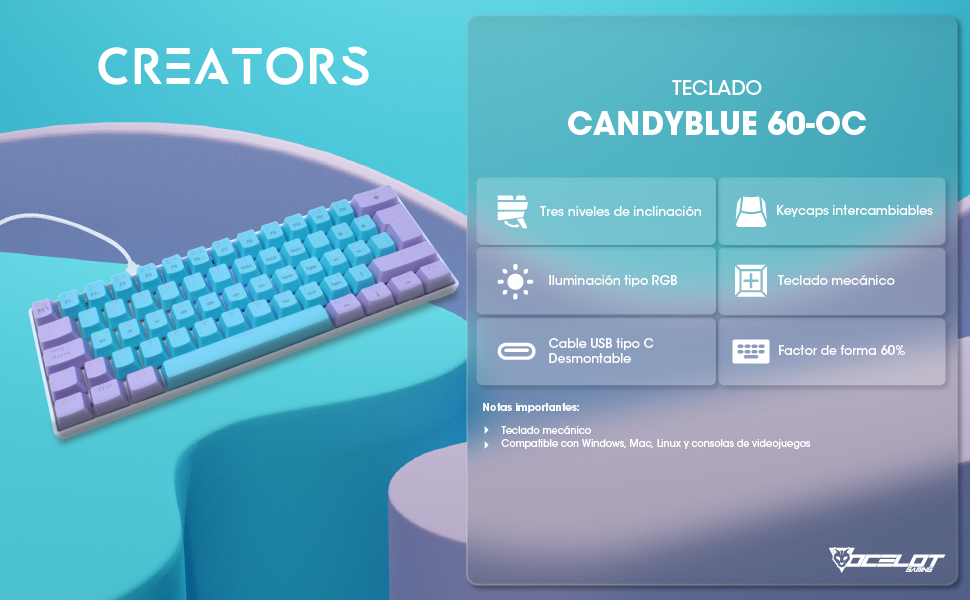 CREATORS
TECLADO
CANDYBLUE 60-OC
Tres niveles de inclinación
Keycaps intercambiables
Iluminación tipo RGB
Teclado mecánico
Cable USB tipo C
Desmontable
Factor de forma 60%
Notas importantes:
Teclado mecánico
Compatible con Windows, Mac, Linux y consolas de videojuegos
OCELOT
GAMING